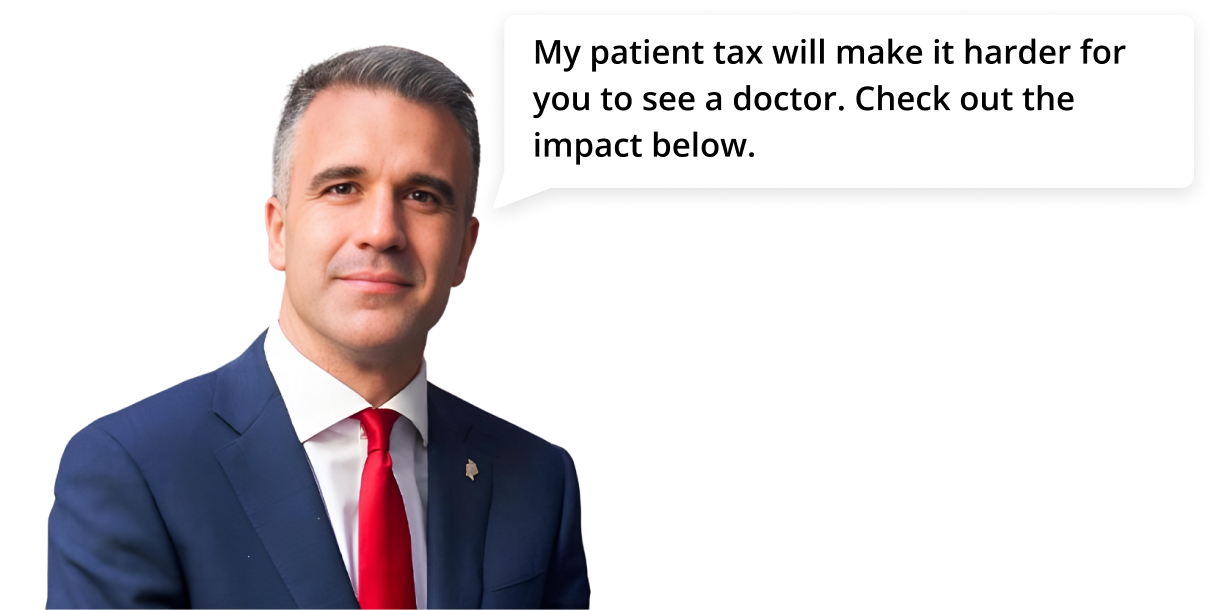 My patient tax will make it harder for
you to see a doctor. Check out the
impact below.